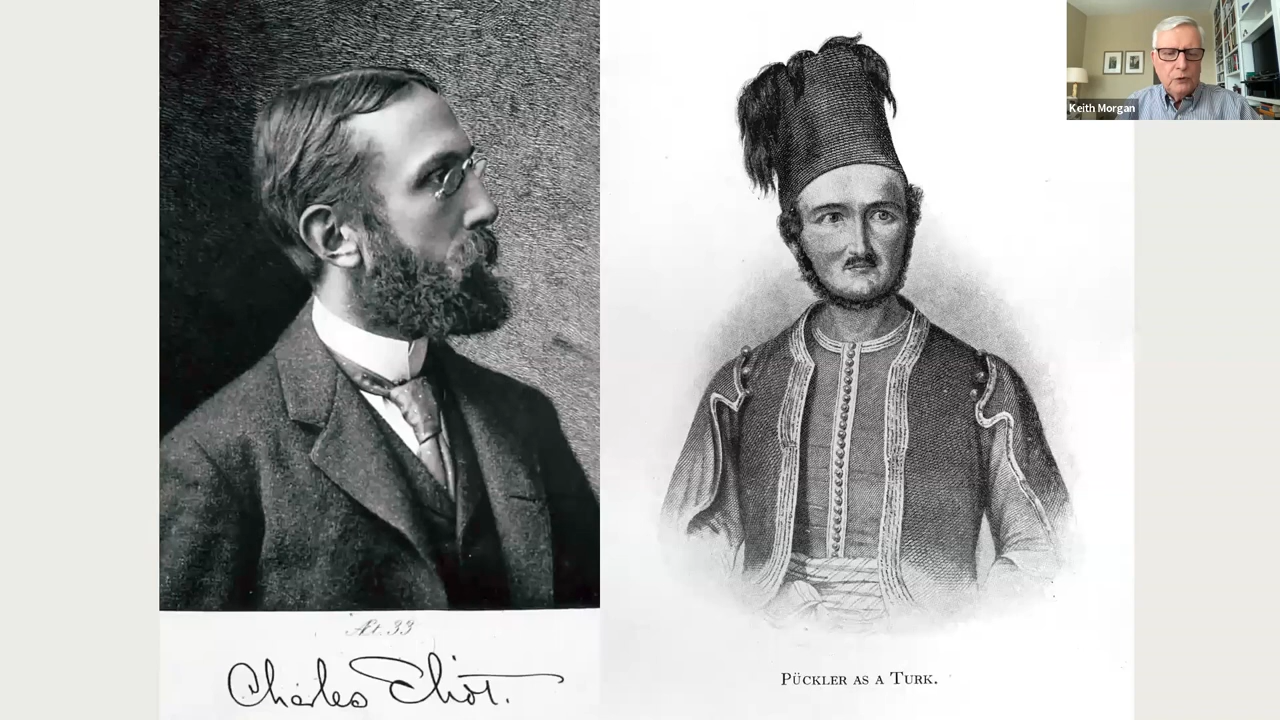 Keith Morgan
Æt. 33
Charles Eliot.
PÜCKLER AS A TURK.